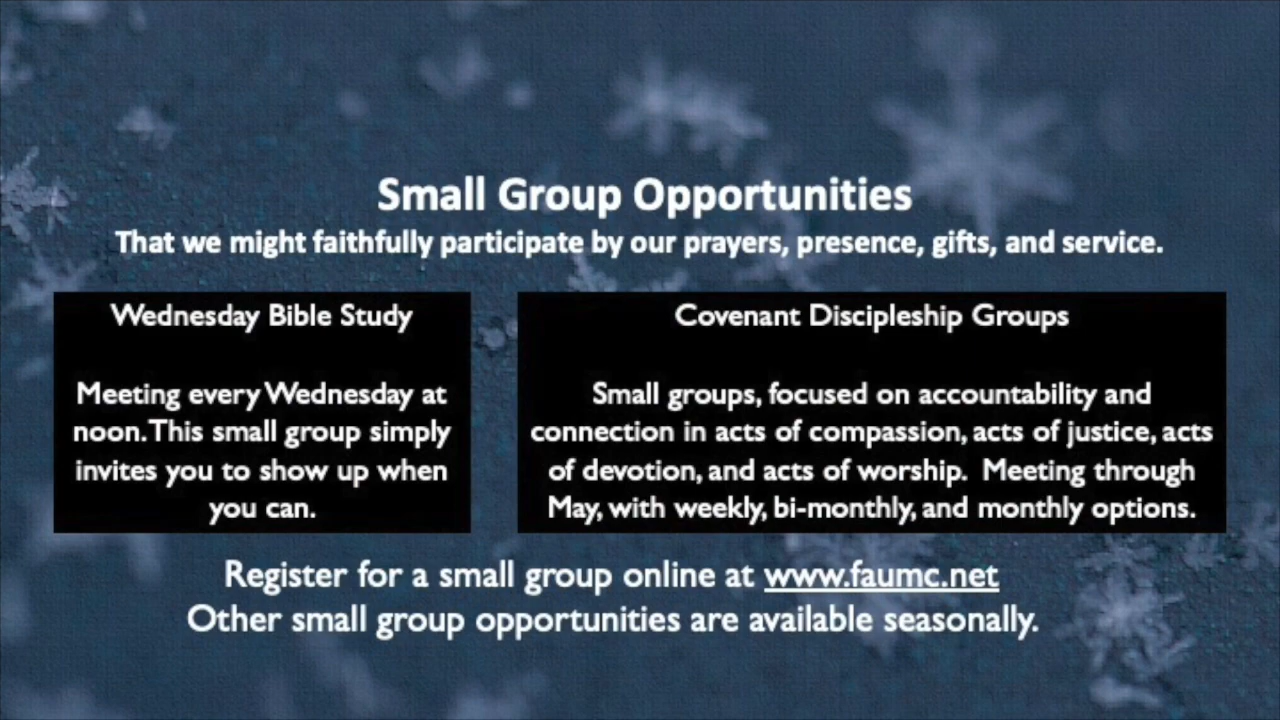 Small Group Opportunities
That we might faithfully participate by our prayers, presence, gifts, and service.
Wednesday Bible Study
Meeting every Wednesday at
noon. This small group simply
invites you to show up when
you can.
Covenant Discipleship Groups
Small groups, focused on accountability and
connection in acts of compassion, acts of justice, acts
of devotion, and acts of worship.  Meeting through
May, with weekly, bi-monthly, and monthly options.
Register for a small group online at www.faumc.net
Other small group opportunities are available seasonally.